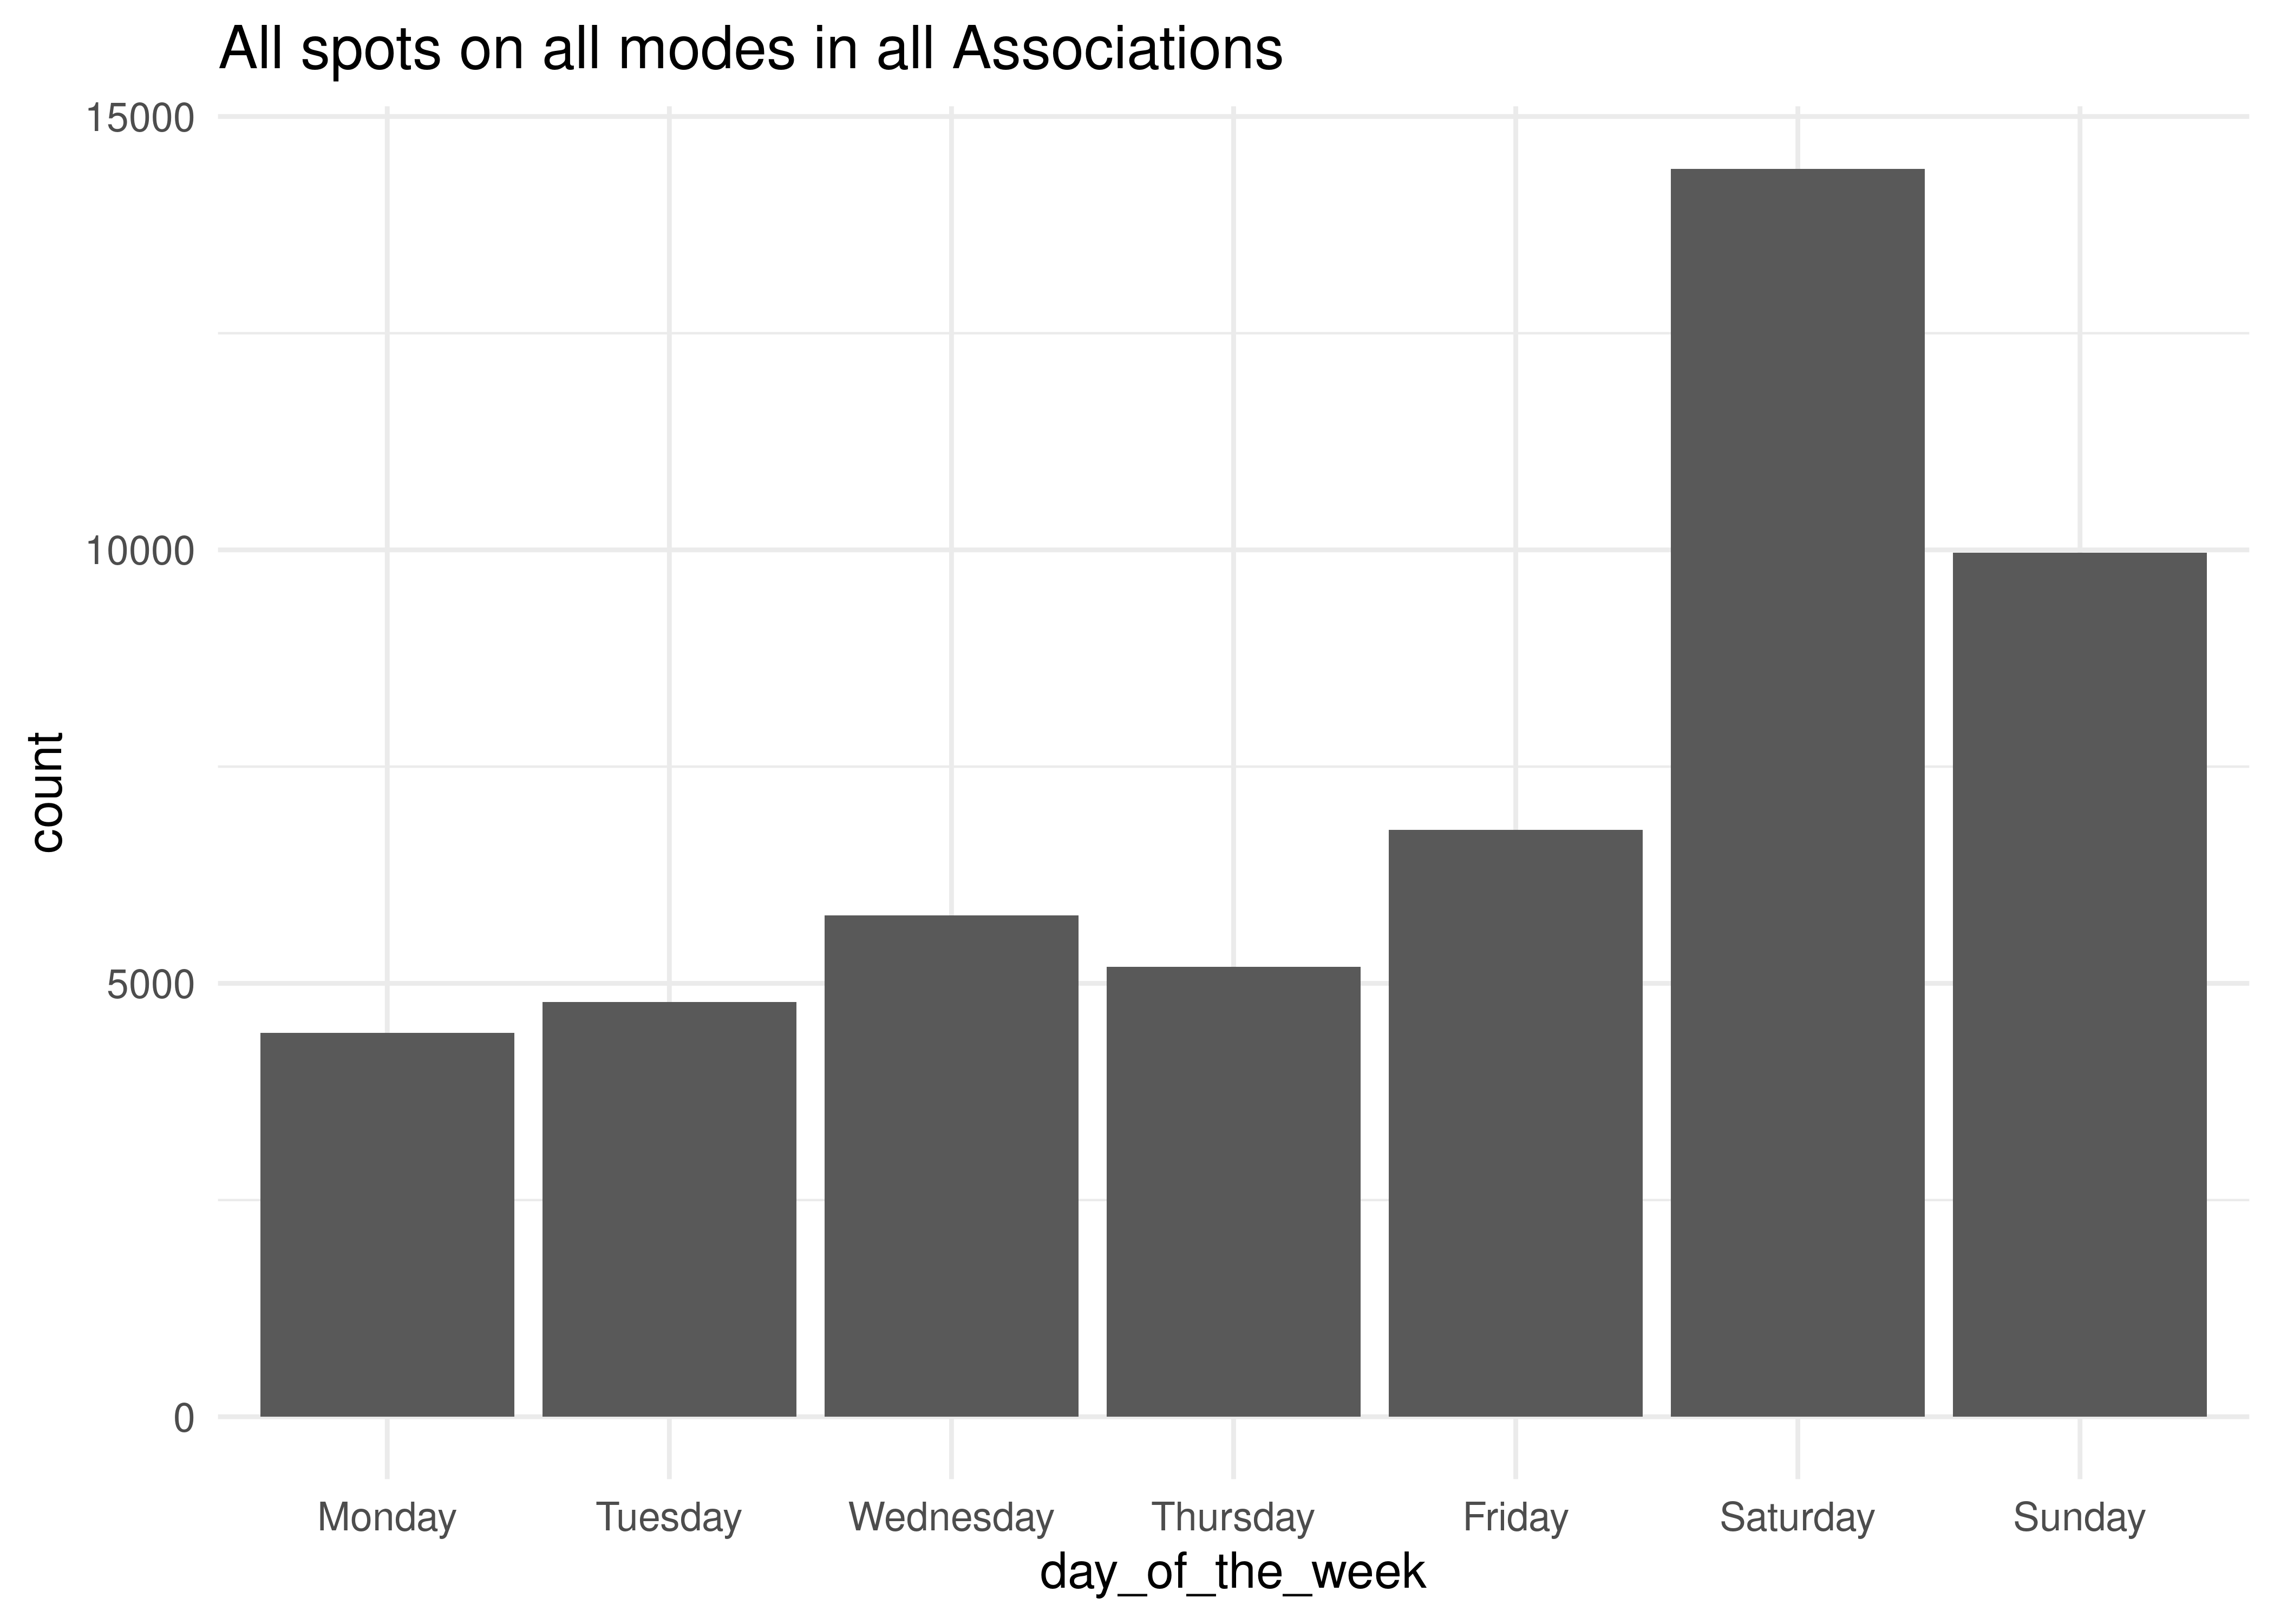 All spots on all modes in all Associations
15000
10000
5000
0
count
Monday Tuesday Wednesday Thursday Friday Saturday Sunday
day_of_the_week